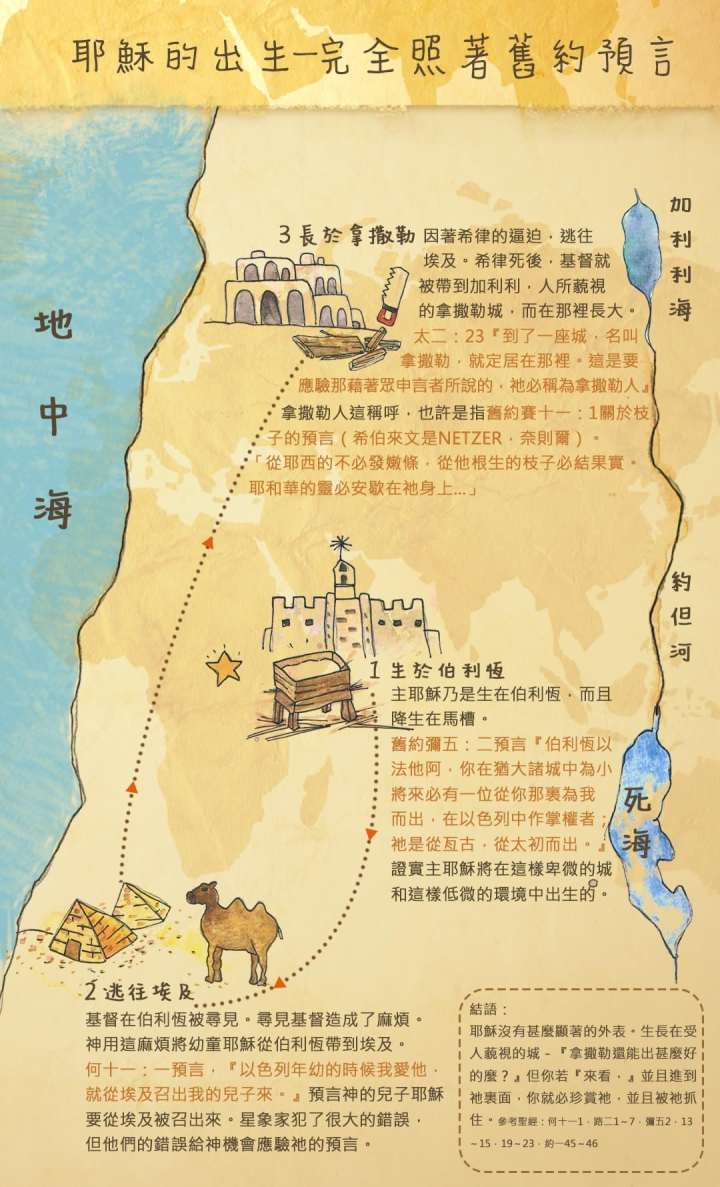 耶穌的出生—完全照著舊約預言
加利利海
地中海
3 長於拿撒勒 因著希律的逼迫，逃往
埃及。希律死後，基督就
被帶到加利利，人所藐視
的拿撒勒城，而在那裡長大。
太二：23『到了一座城，名叫
拿撒勒，就定居在那裡。這是要
應驗那藉著眾申言者所說的，祂必稱為拿撒勒人』
拿撒勒人這稱呼，也許是指舊約賽十一：1關於枝
子的預言（希伯來文是NETZER，奈則爾）。
「從耶西的不必發嫩條，從他根生的枝子必結果實。
耶和華的靈必安歇在祂身上...」
約但河
1 生於伯利恆
主耶穌乃是生在伯利恆，而且
降生在馬槽。
舊約彌五：二預言『伯利恆以
法他阿，你在猶大諸城中為小
將來必有一位從你那裏為我
而出，在以色列中作掌權者；
祂是從亙古，從太初而出。』
證實主耶穌將在這樣卑微的城
和這樣低微的環境中出生的。
死海
2 逃往埃及
基督在伯利恆被尋見。尋見基督造成了麻煩。
神用這麻煩將幼童耶穌從伯利恆帶到埃及。
何十一：一預言，『以色列年幼的時候我愛他，
就從埃及召出我的兒子來。』預言神的兒子耶穌
要從埃及被召出來。星象家犯了很大的錯誤，
但他們的錯誤給神機會應驗祂的預言。
結語：
耶穌沒有甚麼顯著的外表。生長在受
人藐視的城－『拿撒勒還能出甚麼好
的麼？』但你若『來看，』並且進到
祂裏面，你就必珍賞祂，並且被祂抓
住。參考聖經：何十一1，路二1~7，彌五2，13
~15，19~23，約一45~46